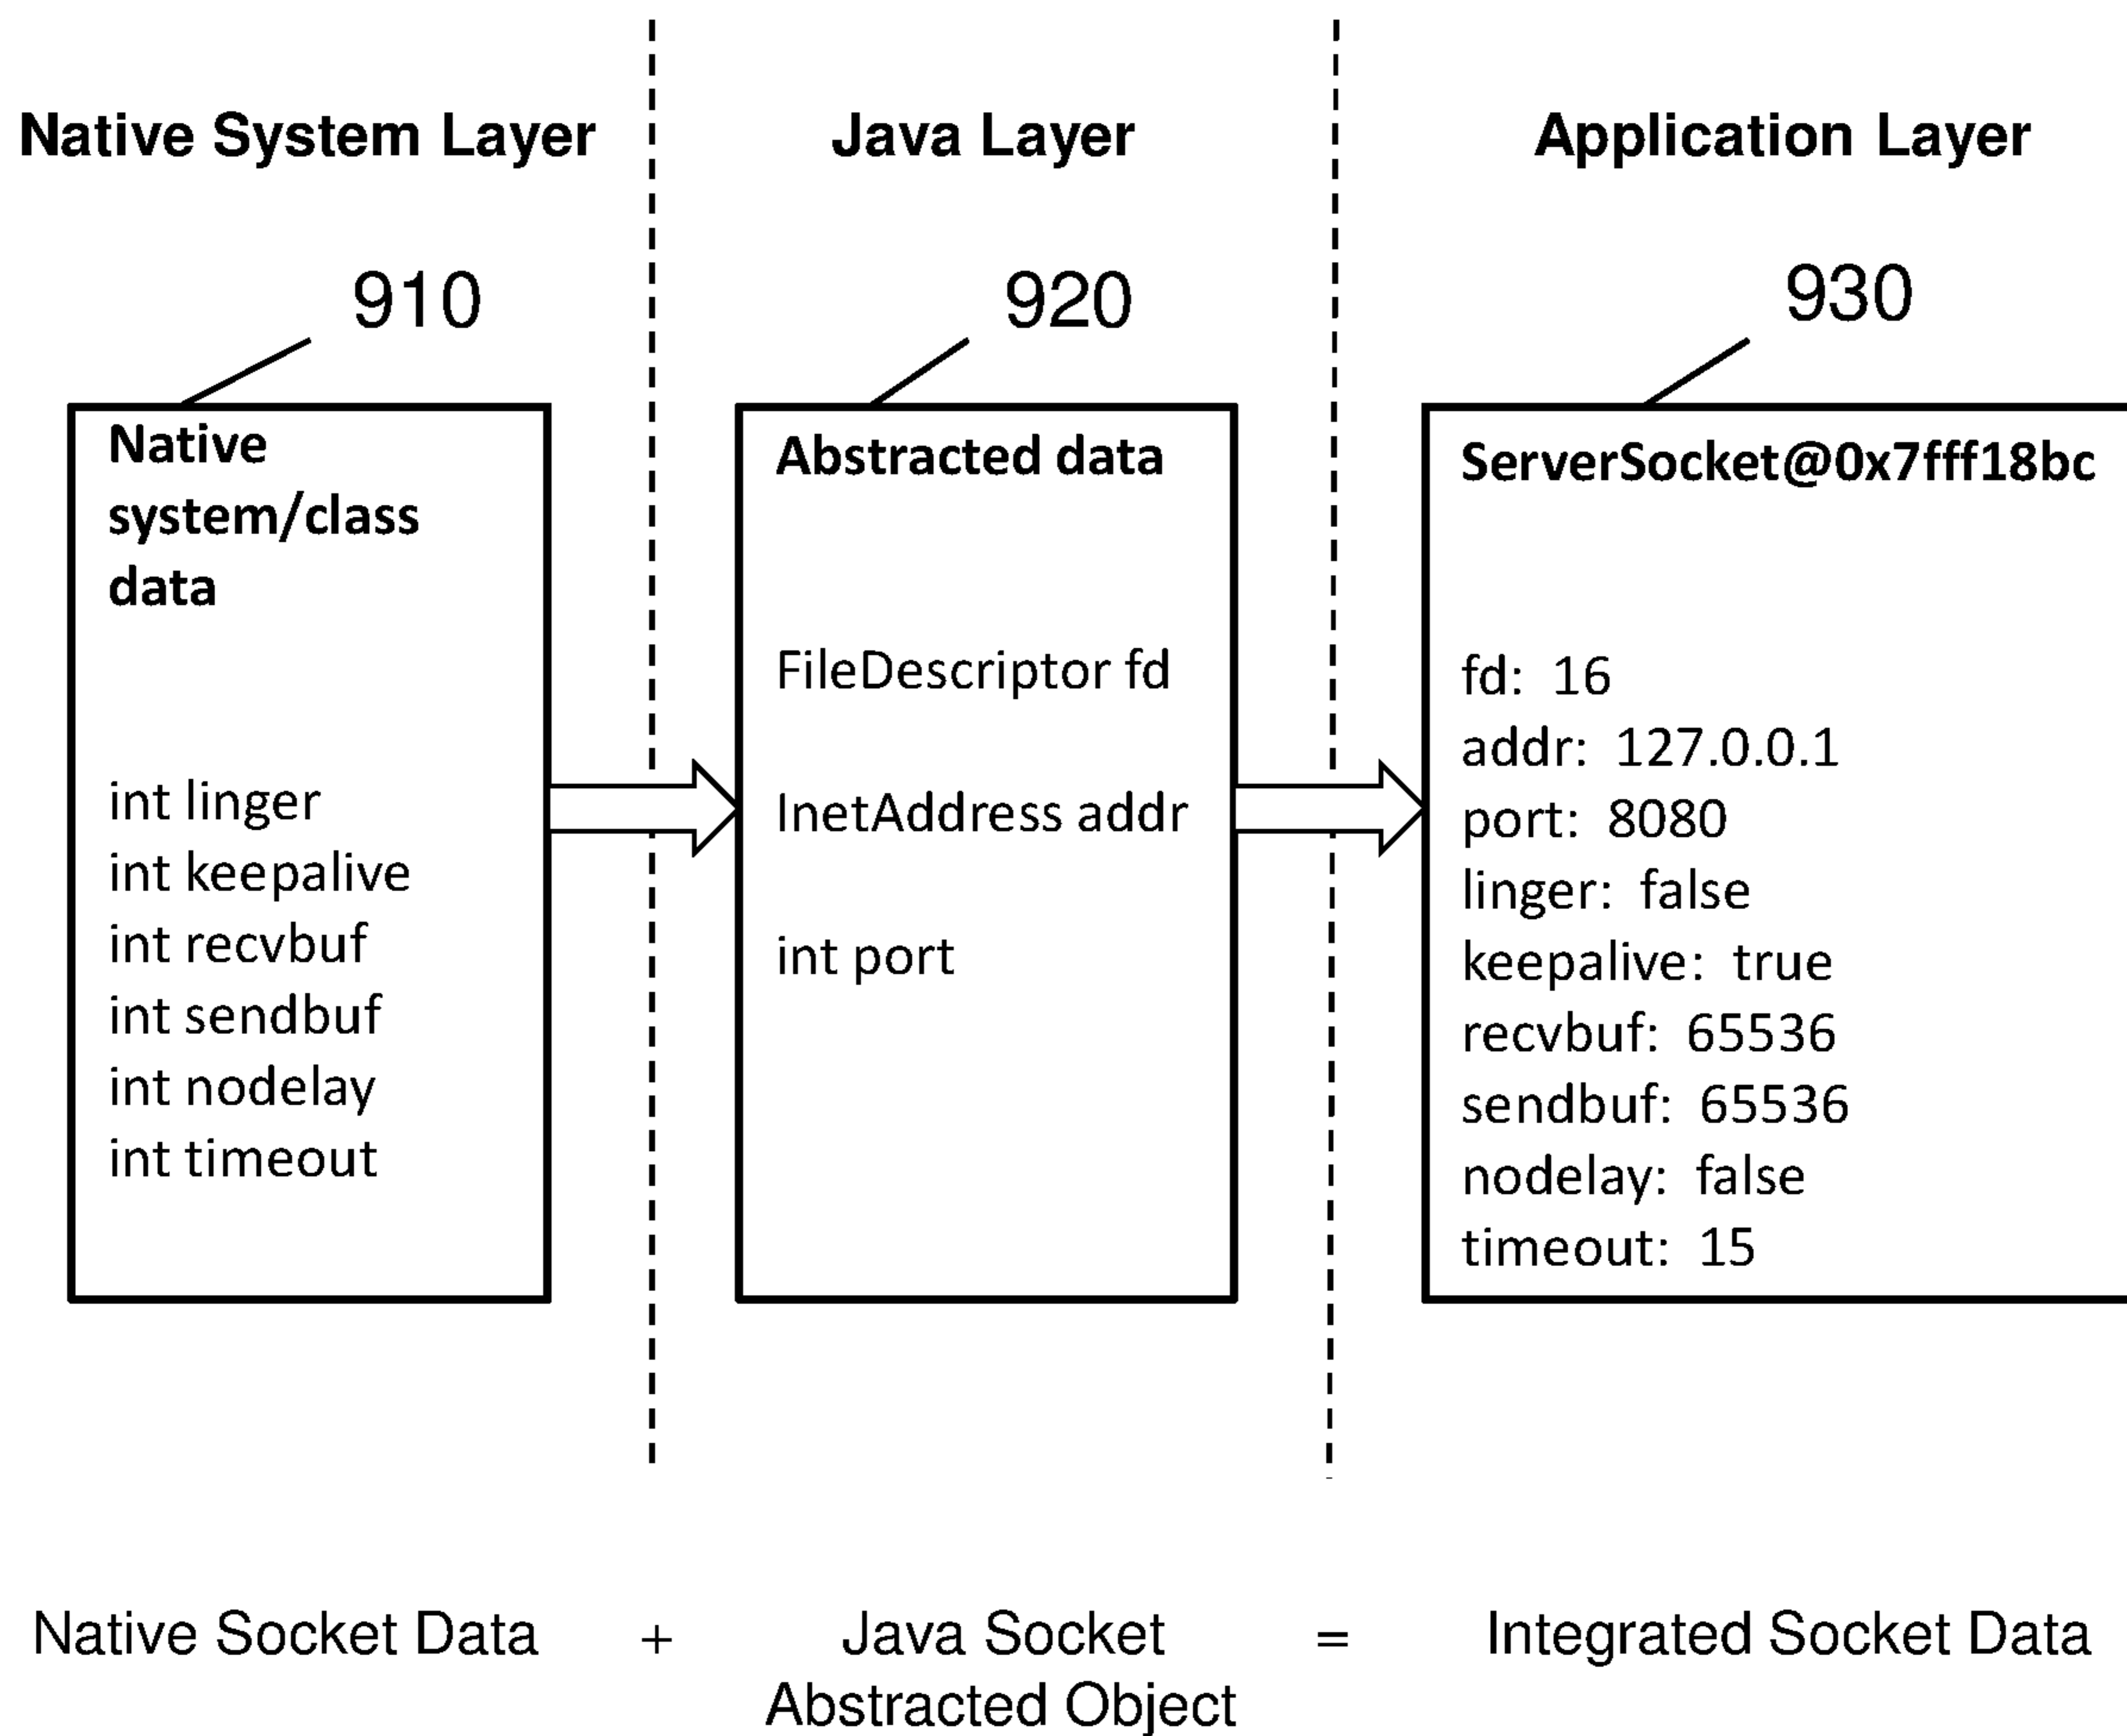 Native System Layer
Java Layer
Application Layer
910
920
930
Native
system/class
data
int linger
int keepalive
int recvbuf
int sendbuf
int nodelay
int timeout
Abstracted data
FileDescriptor fd
InetAddress addr
int port
ServerSocket@0x7fff18bc
fd: 16
addr: 127.0.0.1
port: 8080
linger: false
keepalive: true
recvbuf: 65536
sendbuf: 65536
nodelay: false
timeout: 15
Native Socket Data + Java Socket = Integrated Socket Data
Abstracted Object